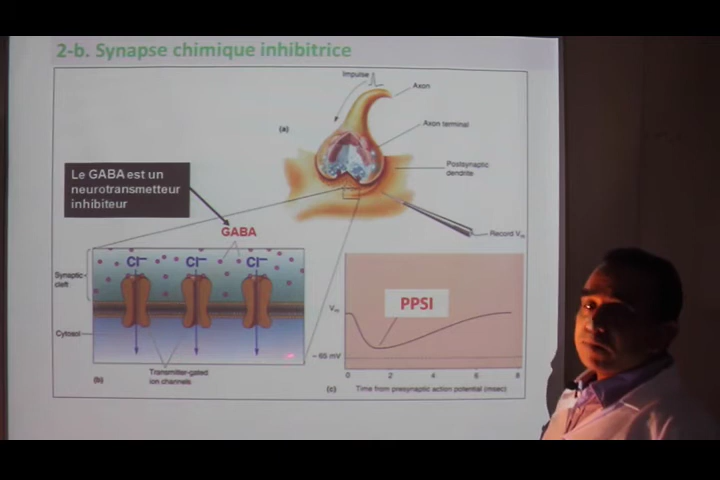 2-b. Synapse chimique inhibitrice
Impulse
Axon
(a)
Axon terminal
Postsynaptic
dendrite
Le GABA est un
neurotransmetteur
inhibiteur
GABA
Record Vm
Cl− Cl− Cl−
Synaptic
cleft
Vm
PPSI
Cytosol
− 65 mV
Transmitter-gated
ion channels
(b)
0 2 4 6 8
(c) Time from presynaptic action potential (msec)